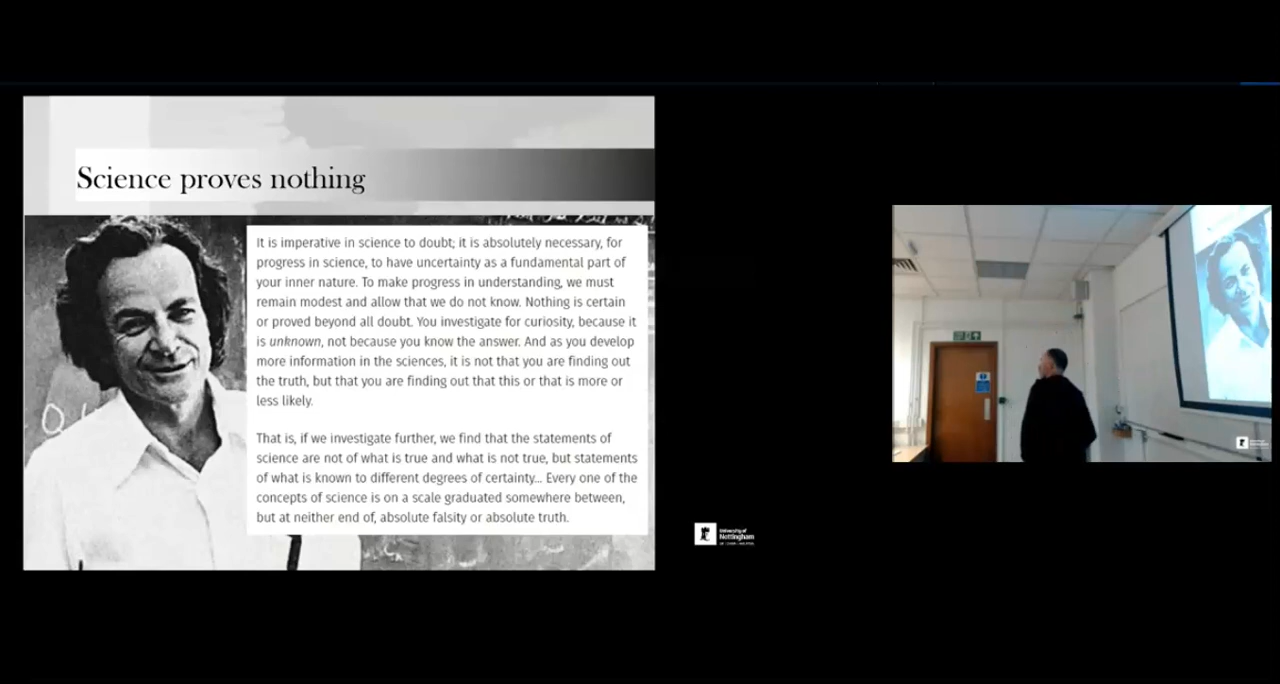 Science proves nothing
It is imperative in science to doubt; it is absolutely necessary, for
progress in science, to have uncertainty as a fundamental part of
your inner nature. To make progress in understanding, we must
remain modest and allow that we do not know. Nothing is certain
or proved beyond all doubt. You investigate for curiosity, because it
is unknown, not because you know the answer. And as you develop
more information in the sciences, it is not that you are finding out
the truth, but that you are finding out that this or that is more or
less likely.
That is, if we investigate further, we find that the statements of
science are not of what is true and what is not true, but statements
of what is known to different degrees of certainty... Every one of the
concepts of science is on a scale graduated somewhere between,
but at neither end of, absolute falsity or absolute truth.
University of
Nottingham